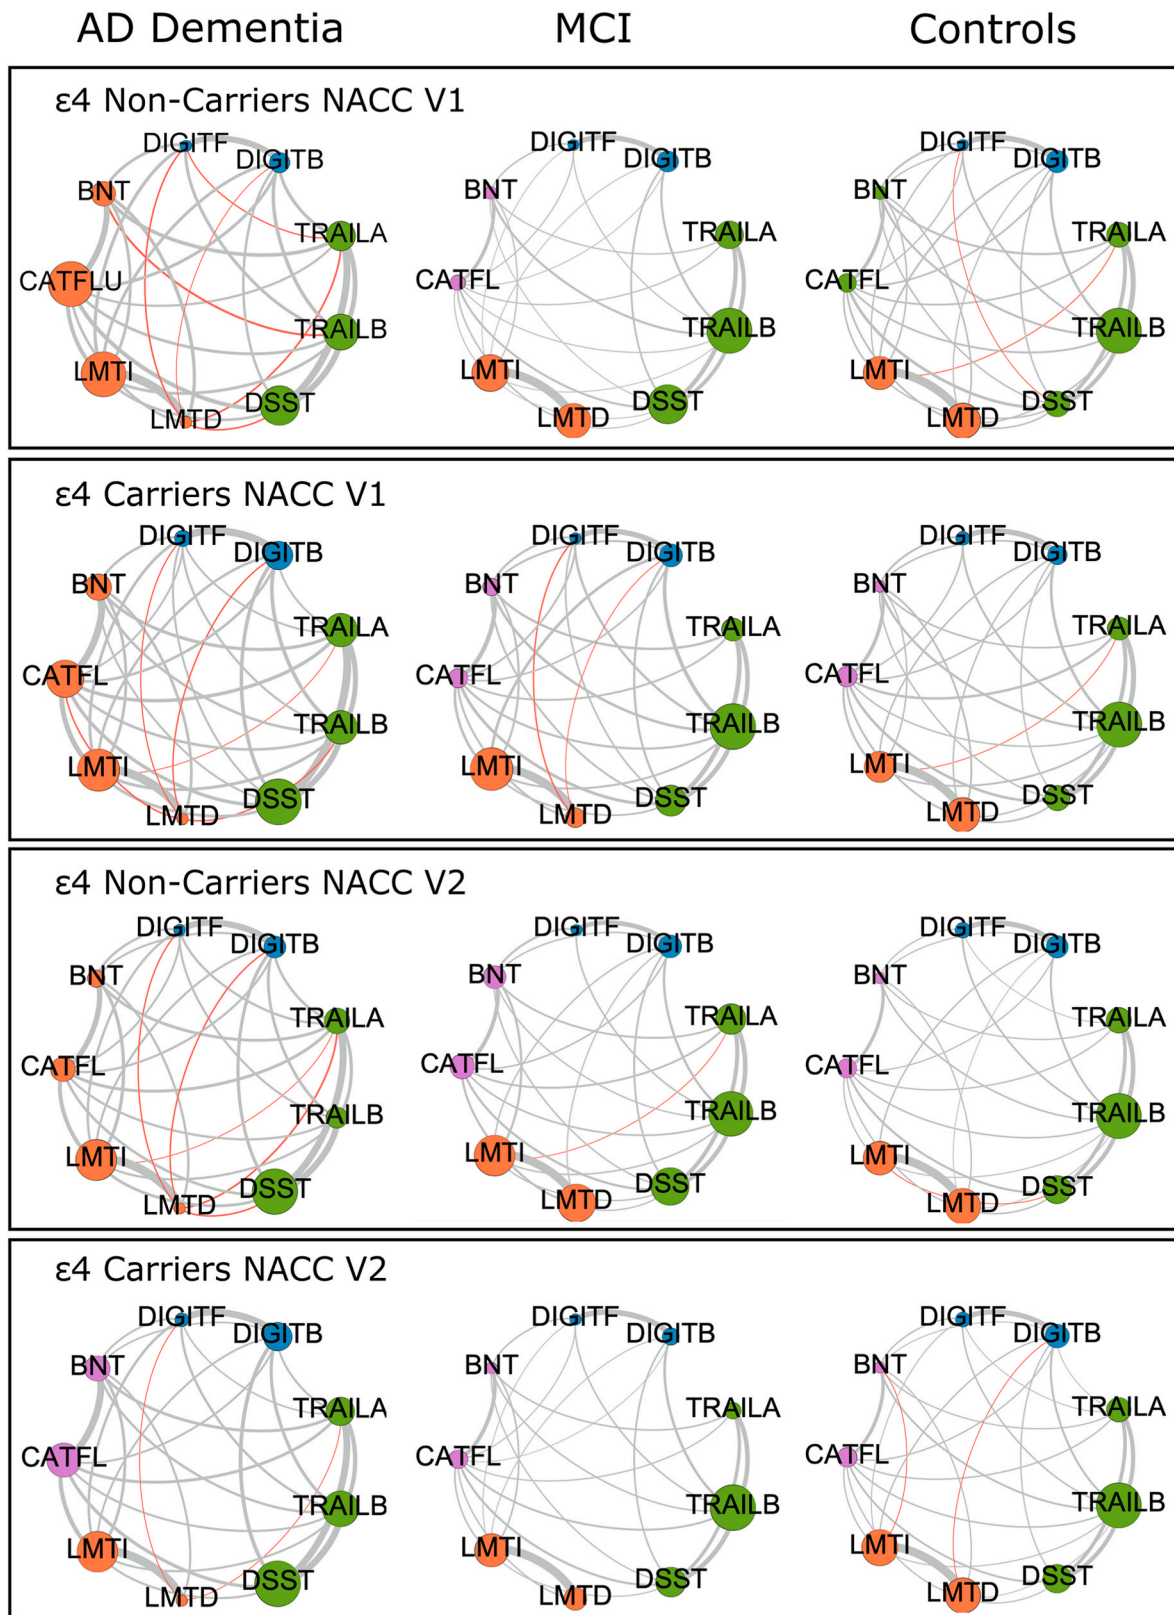 AD Dementia MCI Controls
ε4 Non-Carriers NACC V1
DIGITF
DIGITB
BNT
TRAILA
CATFLU
TRAILB
LMTI
DSST
LMTD
DIGITF
DIGITB
BNT
TRAILA
CATFL
TRAILB
LMTI
DSST
LMTD
DIGITF
DIGITB
BNT
TRAILA
CATFL
TRAILB
LMTI
DSST
LMTD
ε4 Carriers NACC V1
DIGITF
DIGITB
BNT
TRAILA
CATFL
TRAILB
LMTI
DSST
LMTD
DIGITF
DIGITB
BNT
TRAILA
CATFL
TRAILB
LMTI
DSST
LMTD
DIGITF
DIGITB
BNT
TRAILA
CATFL
TRAILB
LMTI
DSST
LMTD
ε4 Non-Carriers NACC V2
DIGITF
DIGITB
BNT
TRAILA
CATFL
TRAILB
LMTI
DSST
LMTD
DIGITF
DIGITB
BNT
TRAILA
CATFL
TRAILB
LMTI
DSST
LMTD
DIGITF
DIGITB
BNT
TRAILA
CATFL
TRAILB
LMTI
DSST
LMTD
ε4 Carriers NACC V2
DIGITF
DIGITB
BNT
TRAILA
CATFL
TRAILB
LMTI
DSST
LMTD
DIGITF
DIGITB
BNT
TRAILA
CATFL
TRAILB
LMTI
DSST
LMTD
DIGITF
DIGITB
BNT
TRAILA
CATFL
TRAILB
LMTI
DSST
LMTD